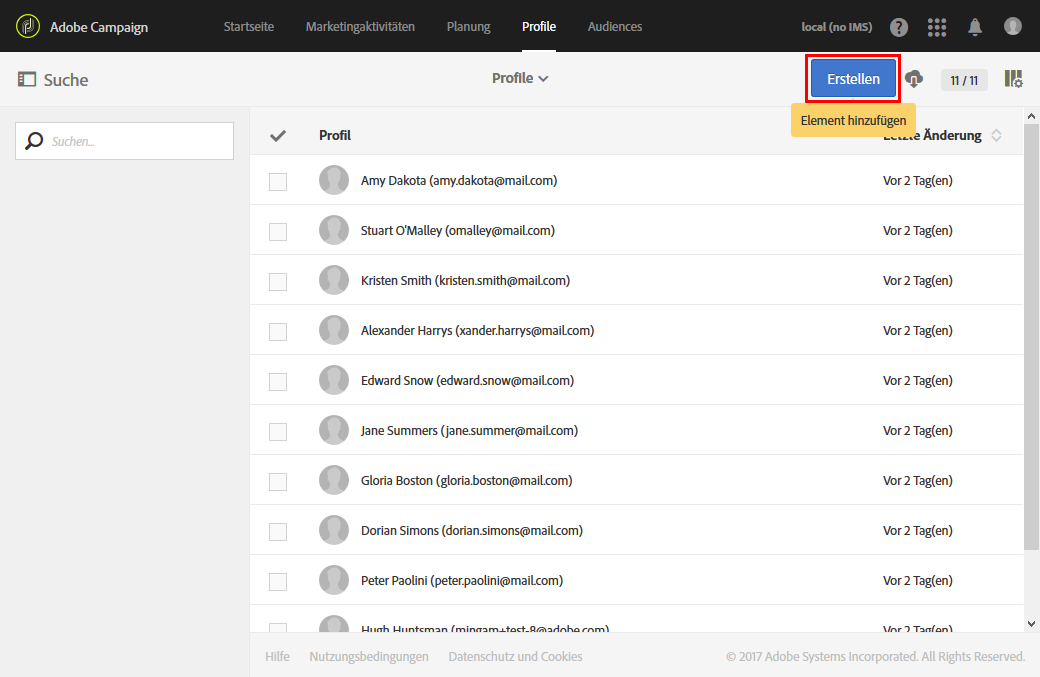 Adobe Campaign
Startseite
Marketingaktivitäten
Planung
Profile
Audiences
local (no IMS)
?
Suche
Profile
Erstellen
11 / 11
Element hinzufügen
Suchen...
Profil
Letzte Änderung
Amy Dakota (amy.dakota@mail.com) Vor 2 Tag(en)
Stuart O'Malley (omalley@mail.com) Vor 2 Tag(en)
Kristen Smith (kristen.smith@mail.com) Vor 2 Tag(en)
Alexander Harrys (xander.harrys@mail.com) Vor 2 Tag(en)
Edward Snow (edward.snow@mail.com) Vor 2 Tag(en)
Jane Summers (jane.summer@mail.com) Vor 2 Tag(en)
Gloria Boston (gloria.boston@mail.com) Vor 2 Tag(en)
Dorian Simons (dorian.simons@mail.com) Vor 2 Tag(en)
Peter Paolini (peter.paolini@mail.com) Vor 2 Tag(en)
Hugh Huntsman (mingam+test-8@adobe.com) Vor 2 Tag(en)
Hilfe
Nutzungsbedingungen
Datenschutz und Cookies
© 2017 Adobe Systems Incorporated. All Rights Reserved.